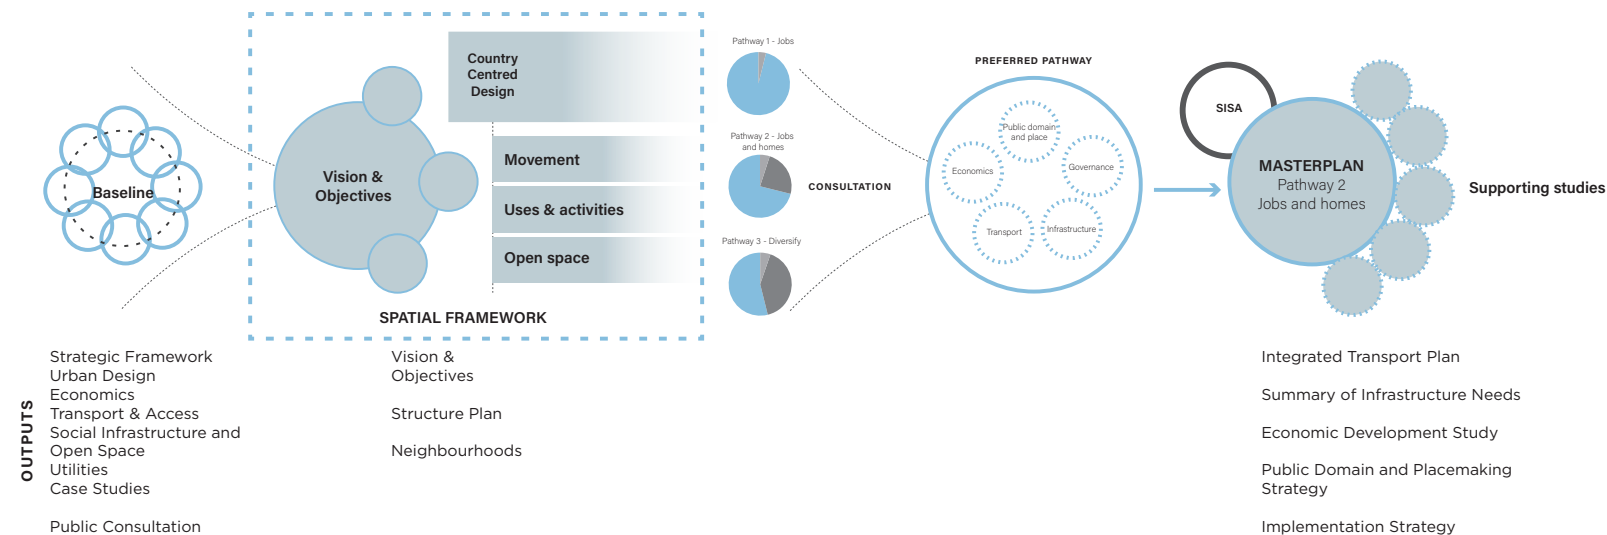 Baseline
Vision &
Objectives
Country
Centred
Design
Movement
Uses & activities
Open space
SPATIAL FRAMEWORK
Pathway 1 - Jobs
Pathway 2 - Jobs
and homes
Pathway 3 - Diversify
CONSULTATION
PREFERRED PATHWAY
Public domain
and place
Economics
Governance
Transport
Infrastructure
SISA
MASTERPLAN
Pathway 2
Jobs and homes
Supporting studies
OUTPUTS
Strategic Framework
Urban Design
Economics
Transport & Access
Social Infrastructure and
Open Space
Utilities
Case Studies
Public Consultation
Vision &
Objectives
Structure Plan
Neighbourhoods
Integrated Transport Plan
Summary of Infrastructure Needs
Economic Development Study
Public Domain and Placemaking
Strategy
Implementation Strategy